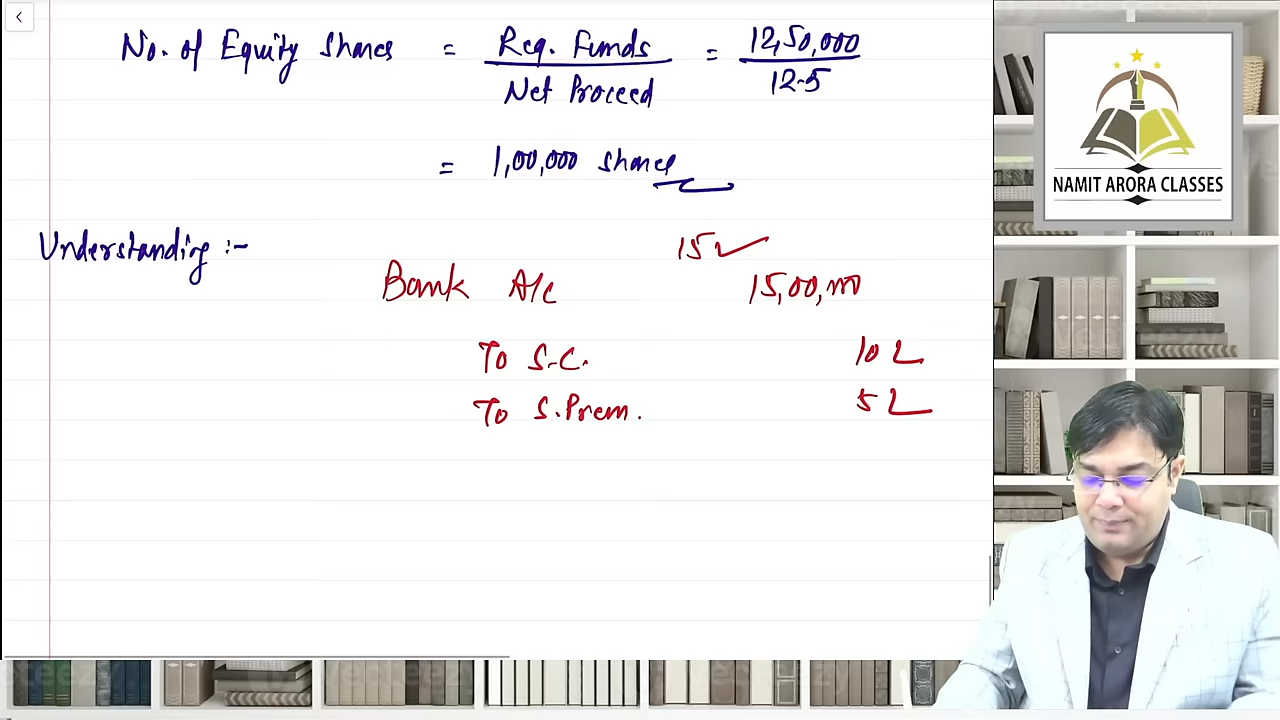 No. of Equity Shares = Req. Funds / Net Proceed = 12,50,000 / 12.5
= 1,00,000 shares
NAMIT ARORA CLASSES
Understanding :-
15
Bank A/c 15,00,000
To S.C. 10 L
To S.Prem. 5 L